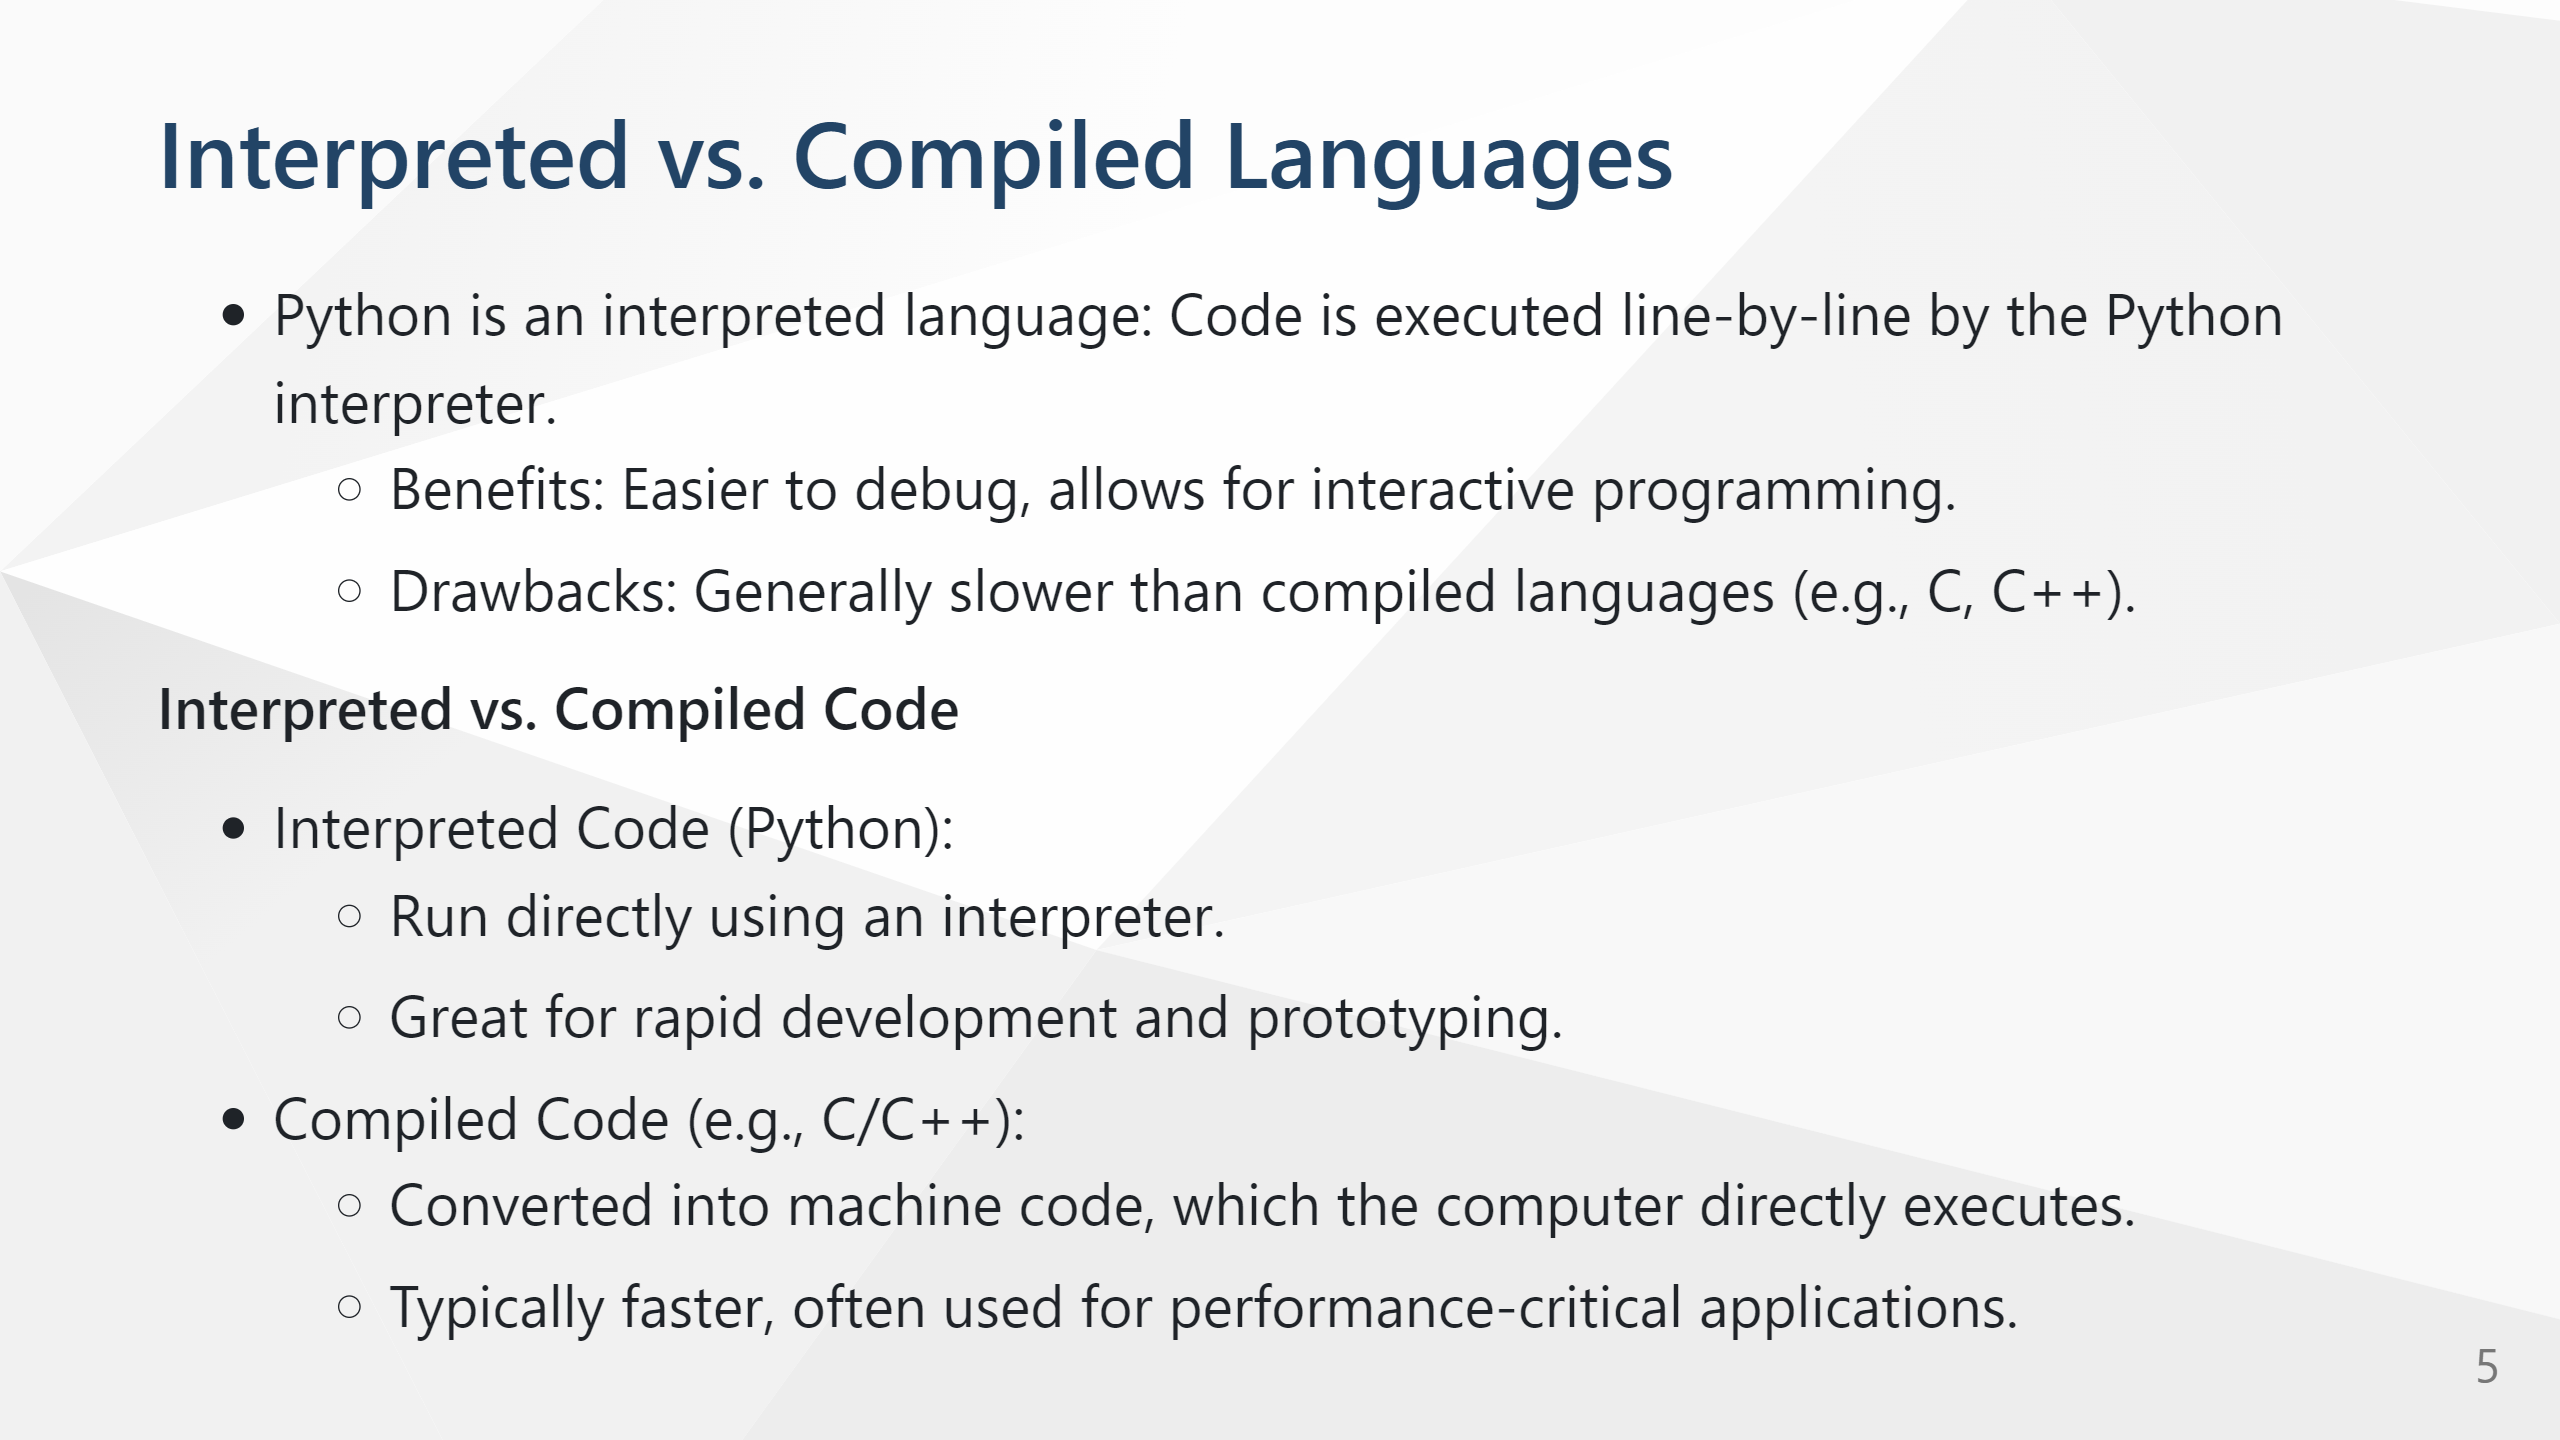 Interpreted vs. Compiled Languages
• Python is an interpreted language: Code is executed line-by-line by the Python
interpreter.
○ Benefits: Easier to debug, allows for interactive programming.
○ Drawbacks: Generally slower than compiled languages (e.g., C, C++).
Interpreted vs. Compiled Code
• Interpreted Code (Python):
○ Run directly using an interpreter.
○ Great for rapid development and prototyping.
• Compiled Code (e.g., C/C++):
○ Converted into machine code, which the computer directly executes.
○ Typically faster, often used for performance-critical applications.
5